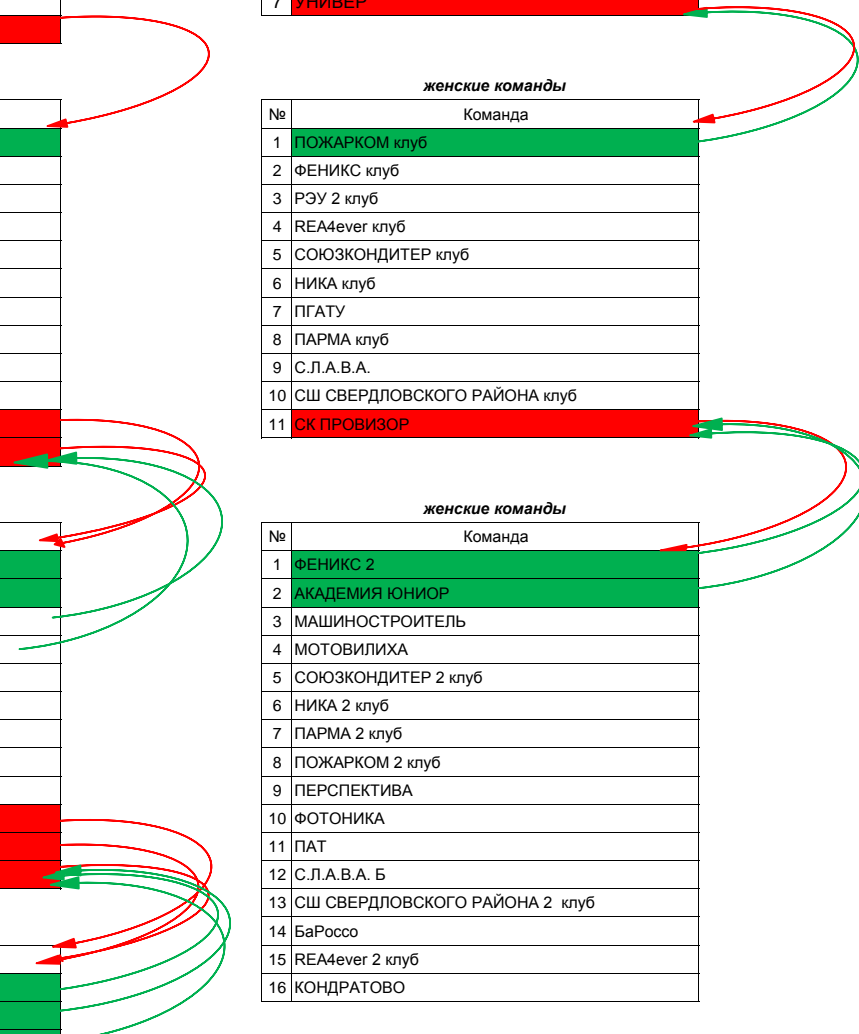 7 УНИВЕР
женские команды
№ Команда
1 ПОЖАРКОМ клуб
2 ФЕНИКС клуб
3 РЭУ 2 клуб
4 REA4ever клуб
5 СОЮЗКОНДИТЕР клуб
6 НИКА клуб
7 ПГАТУ
8 ПАРМА клуб
9 С.Л.А.В.А.
10 СШ СВЕРДЛОВСКОГО РАЙОНА клуб
11 СК ПРОВИЗОР
женские команды
№ Команда
1 ФЕНИКС 2
2 АКАДЕМИЯ ЮНИОР
3 МАШИНОСТРОИТЕЛЬ
4 МОТОВИЛИХА
5 СОЮЗКОНДИТЕР 2 клуб
6 НИКА 2 клуб
7 ПАРМА 2 клуб
8 ПОЖАРКОМ 2 клуб
9 ПЕРСПЕКТИВА
10 ФОТОНИКА
11 ПАТ
12 С.Л.А.В.А. Б
13 СШ СВЕРДЛОВСКОГО РАЙОНА 2 клуб
14 БаРоссо
15 REA4ever 2 клуб
16 КОНДРАТОВО